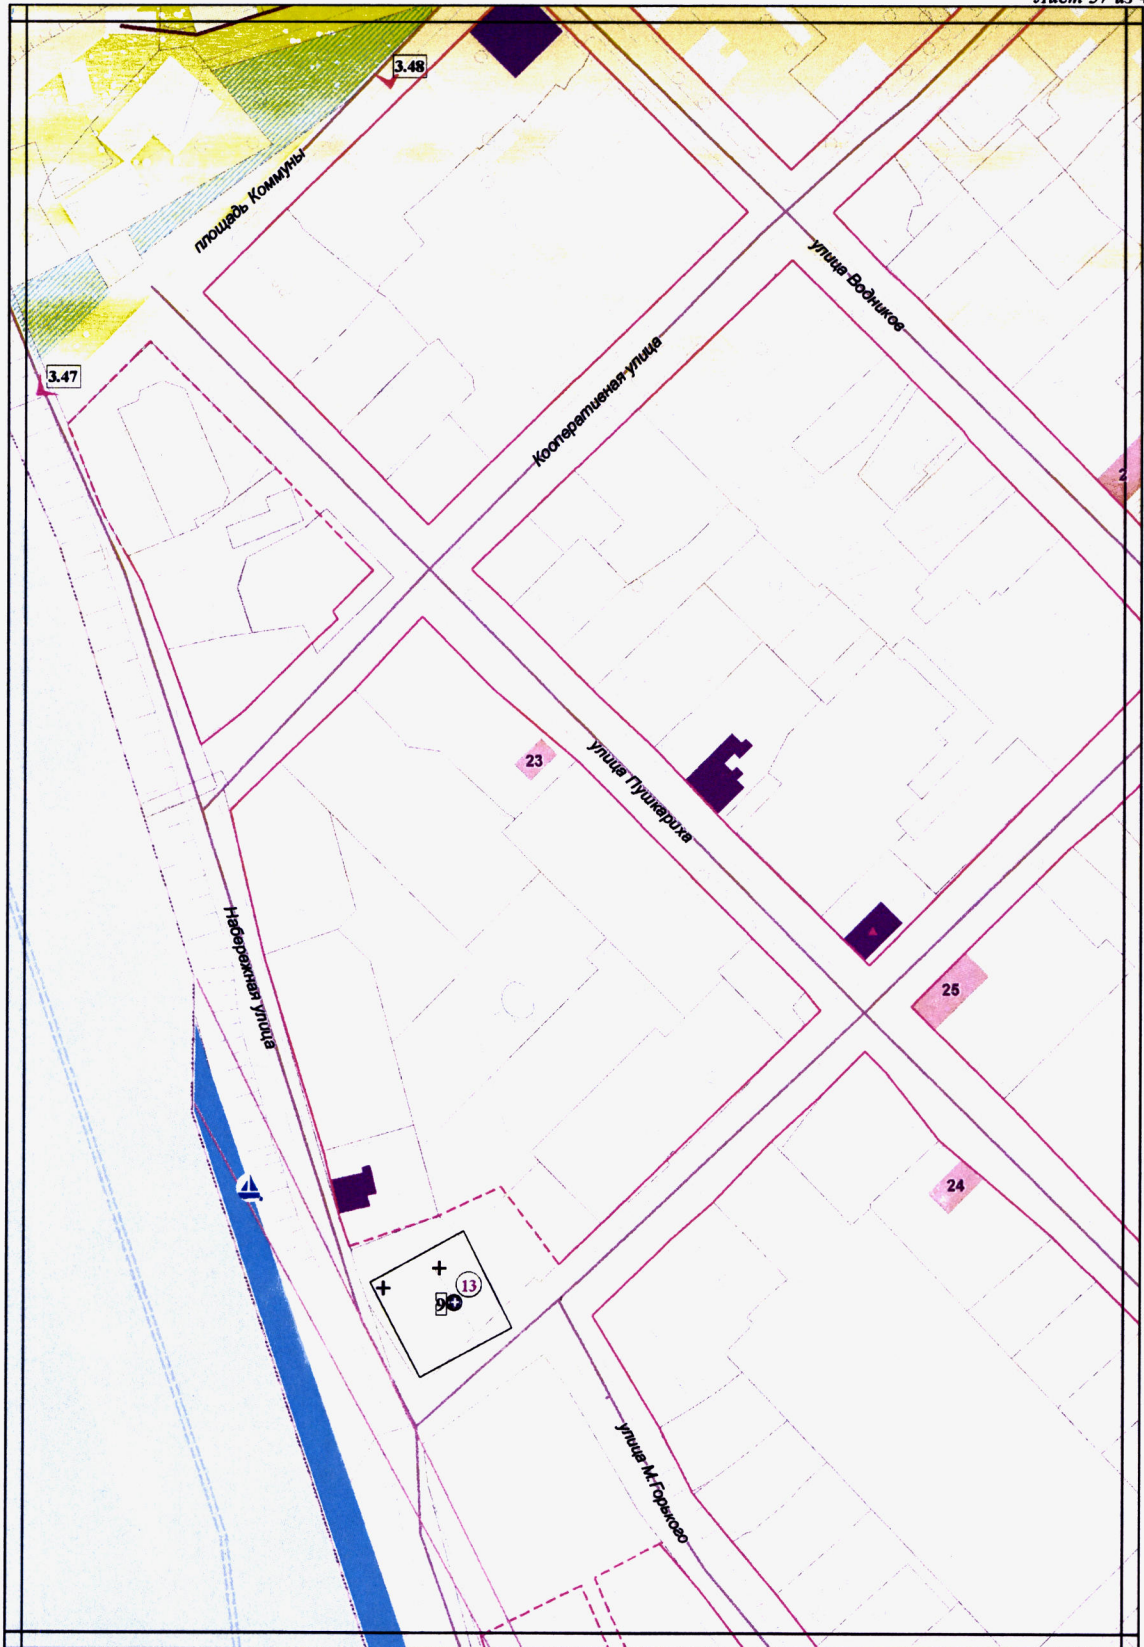 3.48
площадь Коммуны
улица Водников
Кооперативная улица
3.47
2
23
улица Пушкариха
Набережная улица
25
24
13
9
улица М.Горького